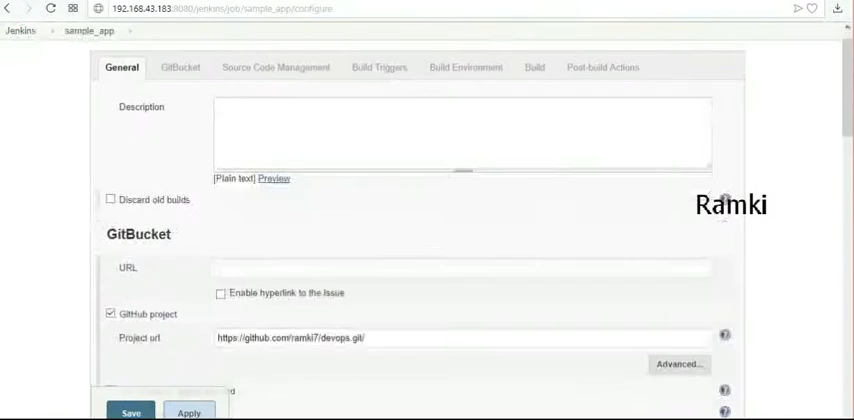 192.168.43.183:8080/jenkins/job/sample_app/configure
Jenkins sample_app
General GitBucket Source Code Management Build Triggers Build Environment Build Post-build Actions
Description
[Plain text] Preview
Discard old builds
Ramki
GitBucket
URL
Enable hyperlink to the issue
GitHub project
Project url https://github.com/ramki7/devops.git/
Advanced...
Save Apply